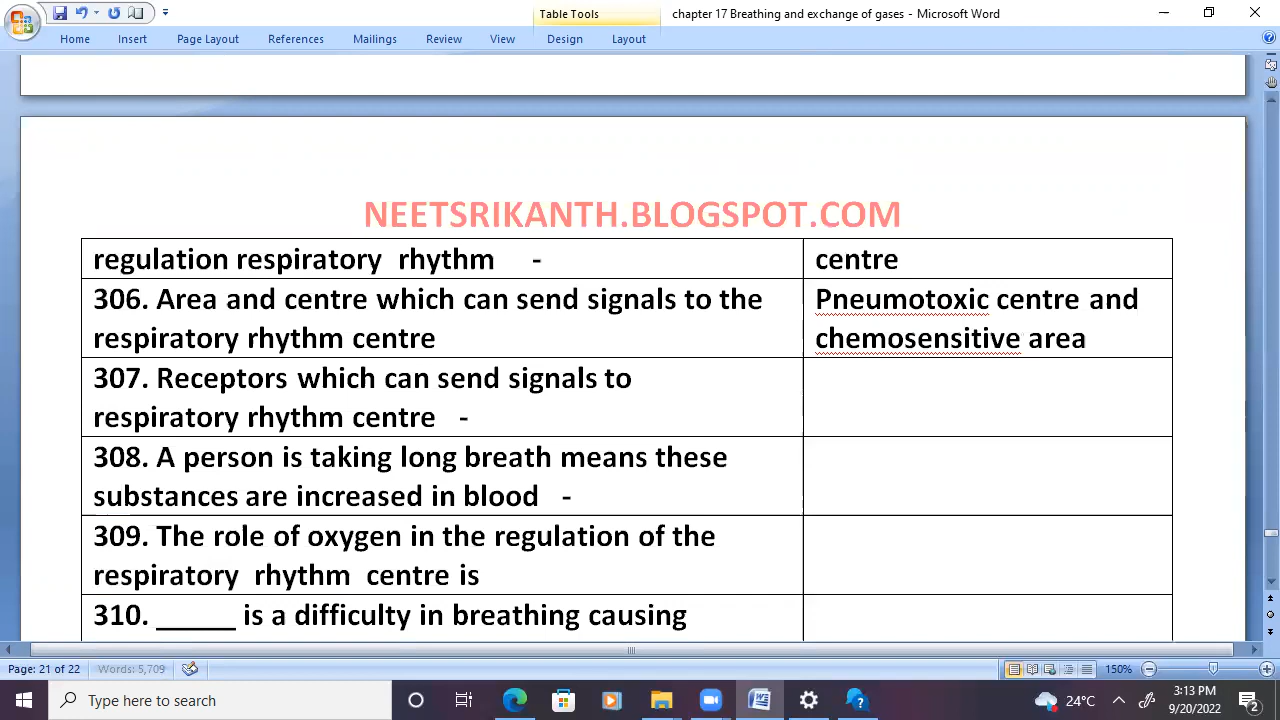 Table Tools
chapter 17 Breathing and exchange of gases - Microsoft Word
Home Insert Page Layout References Mailings Review View Design Layout
NEETSRIKANTH.BLOGSPOT.COM
regulation respiratory rhythm - centre
306. Area and centre which can send signals to the Pneumotoxic centre and
respiratory rhythm centre chemosensitive area
307. Receptors which can send signals to
respiratory rhythm centre -
308. A person is taking long breath means these
substances are increased in blood -
309. The role of oxygen in the regulation of the
respiratory rhythm centre is
310. _____ is a difficulty in breathing causing
Page: 21 of 22 Words: 5,709 150%
Type here to search 24°C 3:13 PM
9/20/2022 2